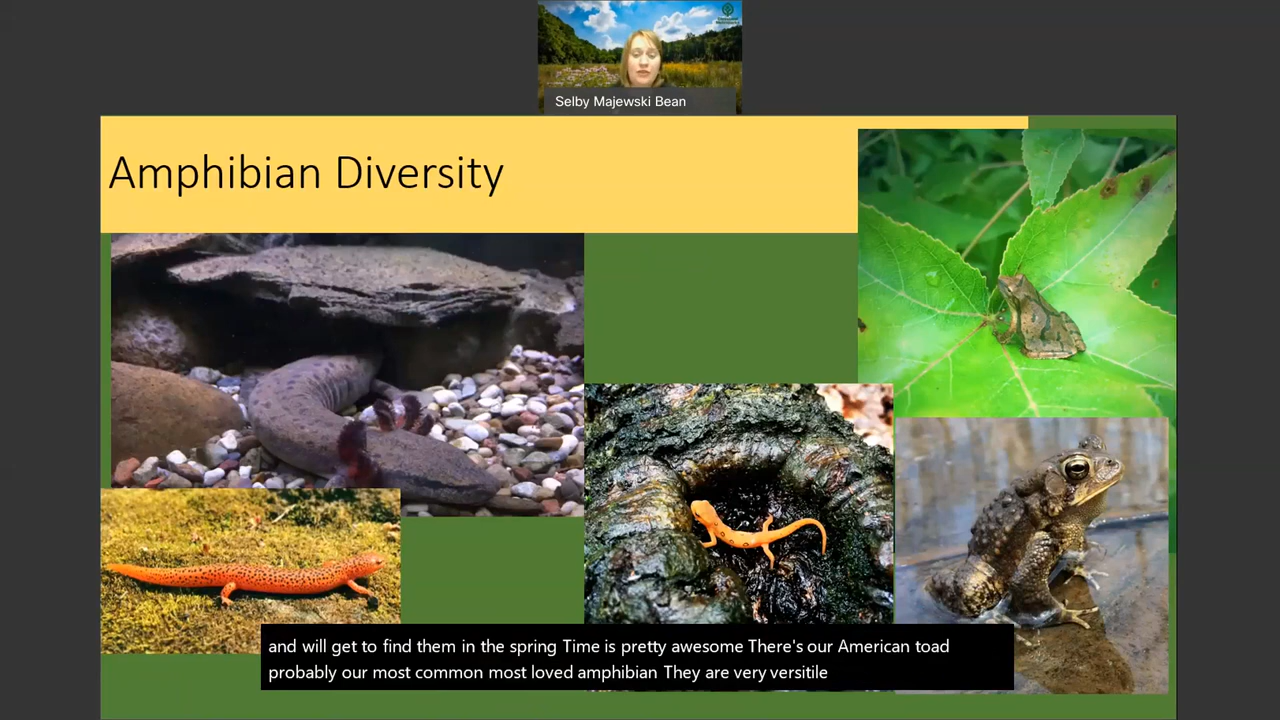 Selby Majewski Bean
Amphibian Diversity
and will get to find them in the spring Time is pretty awesome There's our American toad
probably our most common most loved amphibian They are very versitile